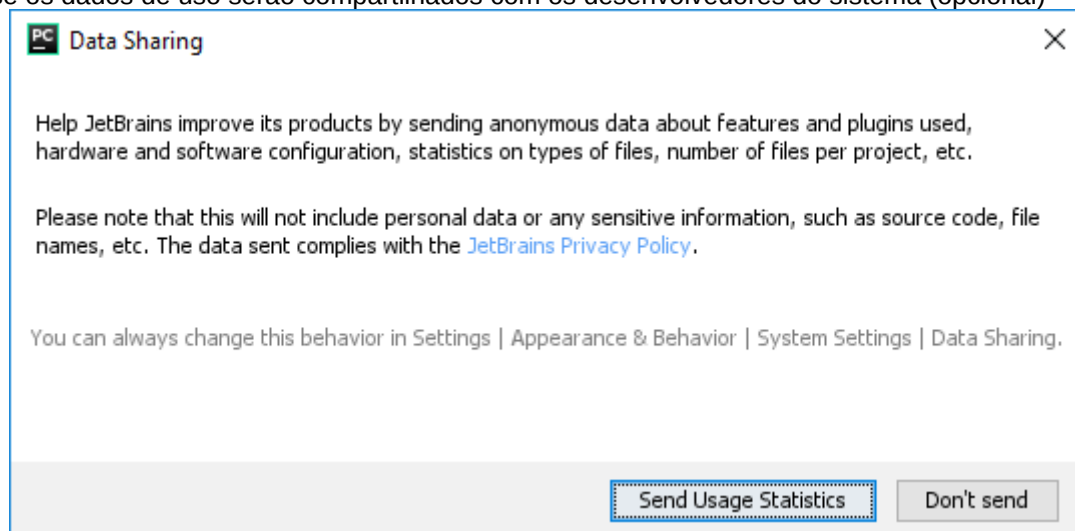 os dados de uso serão compartilhados com os desenvolvedores do sistema (opcional)
PC Data Sharing
Help JetBrains improve its products by sending anonymous data about features and plugins used,
hardware and software configuration, statistics on types of files, number of files per project, etc.
Please note that this will not include personal data or any sensitive information, such as source code, file
names, etc. The data sent complies with the JetBrains Privacy Policy.
You can always change this behavior in Settings | Appearance & Behavior | System Settings | Data Sharing.
Send Usage Statistics Don't send